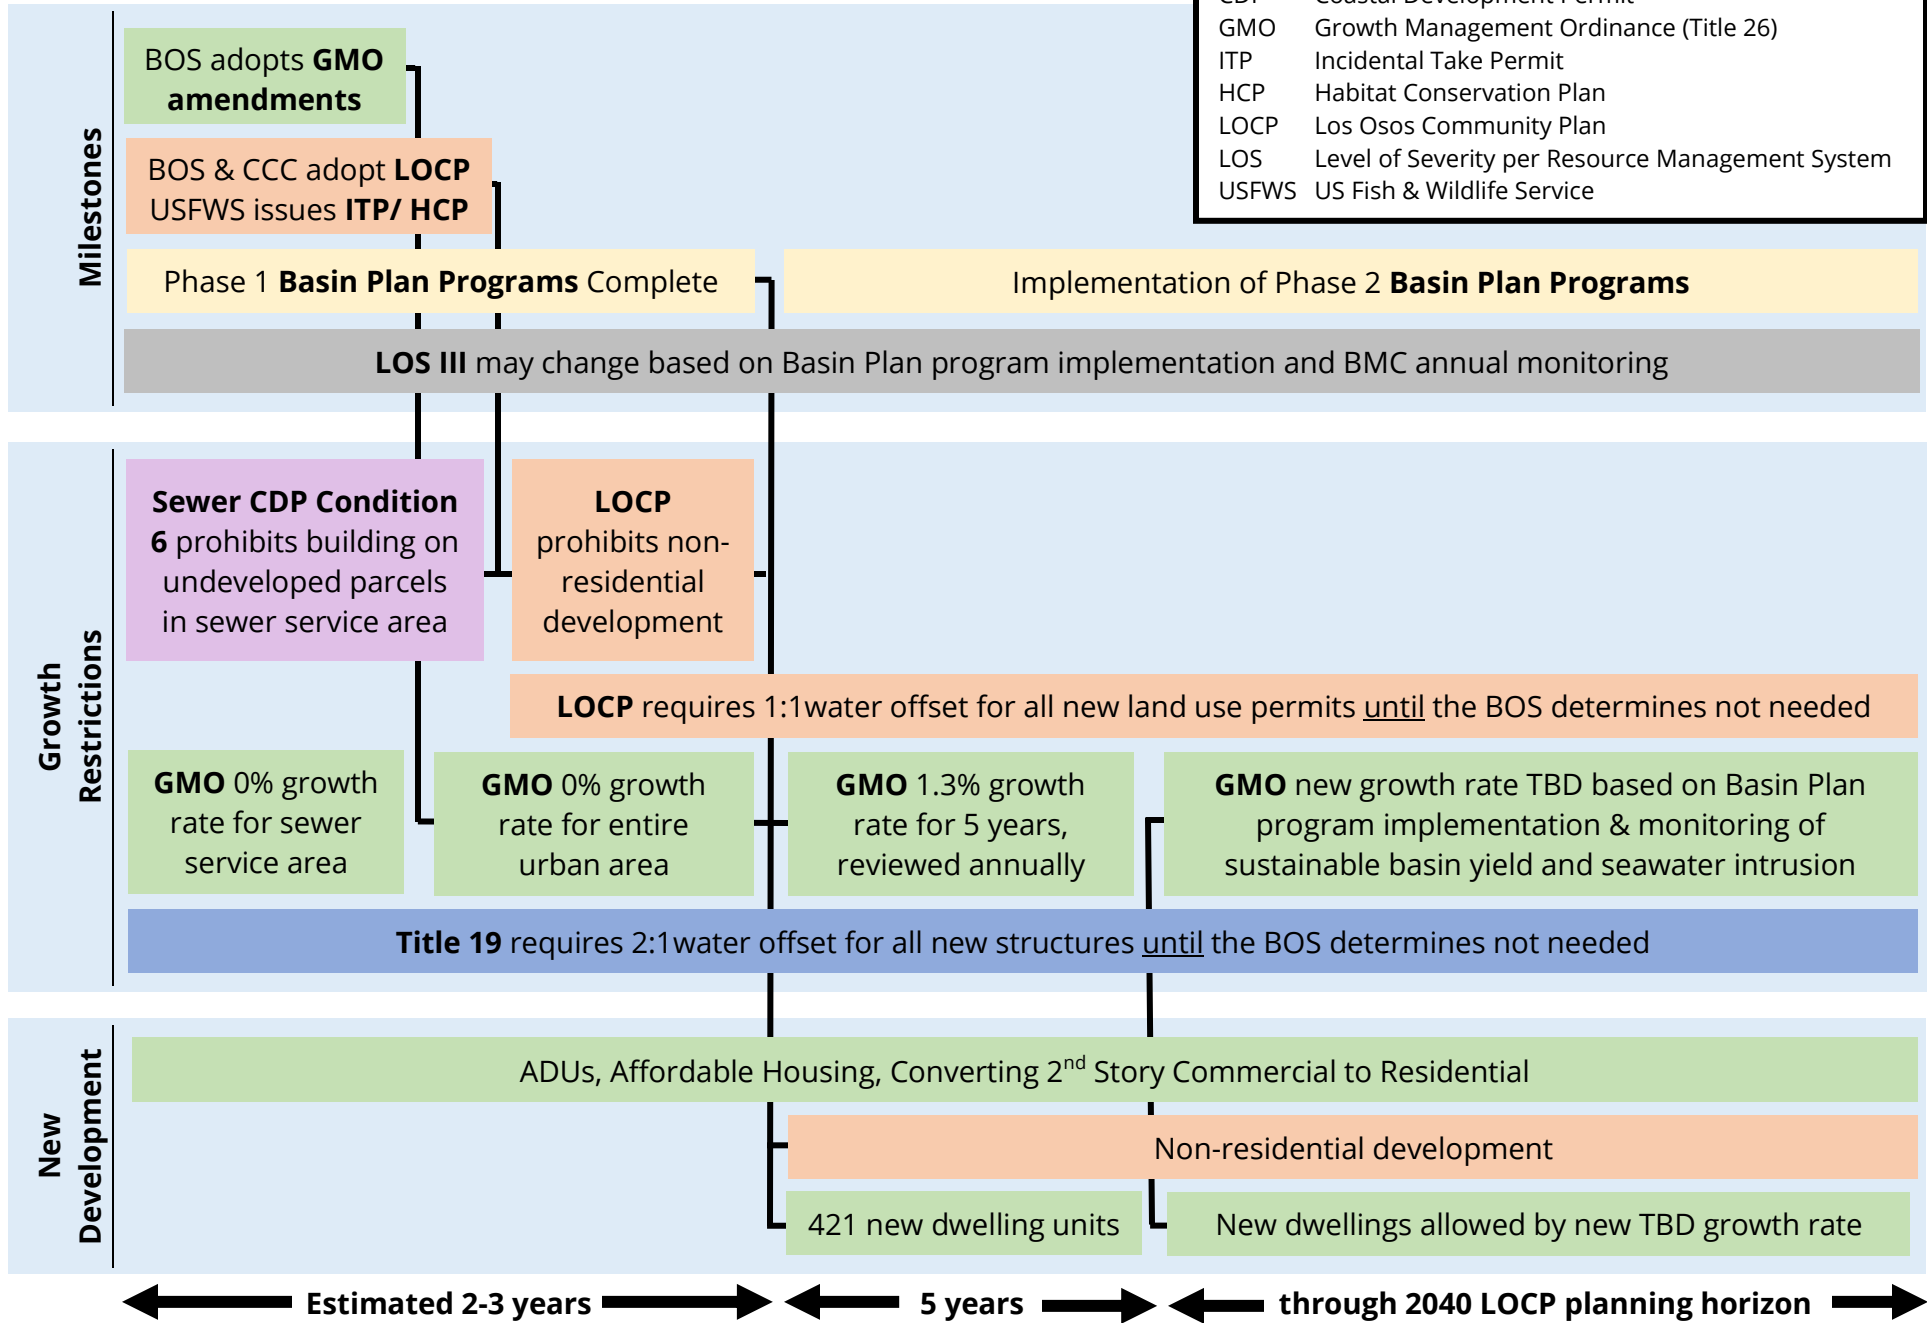 CDP Coastal Development Permit
GMO Growth Management Ordinance (Title 26)
ITP Incidental Take Permit
HCP Habitat Conservation Plan
LOCP Los Osos Community Plan
LOS Level of Severity per Resource Management System
USFWS US Fish & Wildlife Service
Milestones
BOS adopts GMO
amendments
BOS & CCC adopt LOCP
USFWS issues ITP/ HCP
Phase 1 Basin Plan Programs Complete
Implementation of Phase 2 Basin Plan Programs
LOS III may change based on Basin Plan program implementation and BMC annual monitoring
Growth
Restrictions
Sewer CDP Condition
6 prohibits building on
undeveloped parcels
in sewer service area
LOCP
prohibits non-
residential
development
LOCP requires 1:1water offset for all new land use permits until the BOS determines not needed
GMO 0% growth
rate for sewer
service area
GMO 0% growth
rate for entire
urban area
GMO 1.3% growth
rate for 5 years,
reviewed annually
GMO new growth rate TBD based on Basin Plan
program implementation & monitoring of
sustainable basin yield and seawater intrusion
Title 19 requires 2:1water offset for all new structures until the BOS determines not needed
New
Development
ADUs, Affordable Housing, Converting 2nd Story Commercial to Residential
Non-residential development
421 new dwelling units
New dwellings allowed by new TBD growth rate
Estimated 2-3 years
5 years
through 2040 LOCP planning horizon